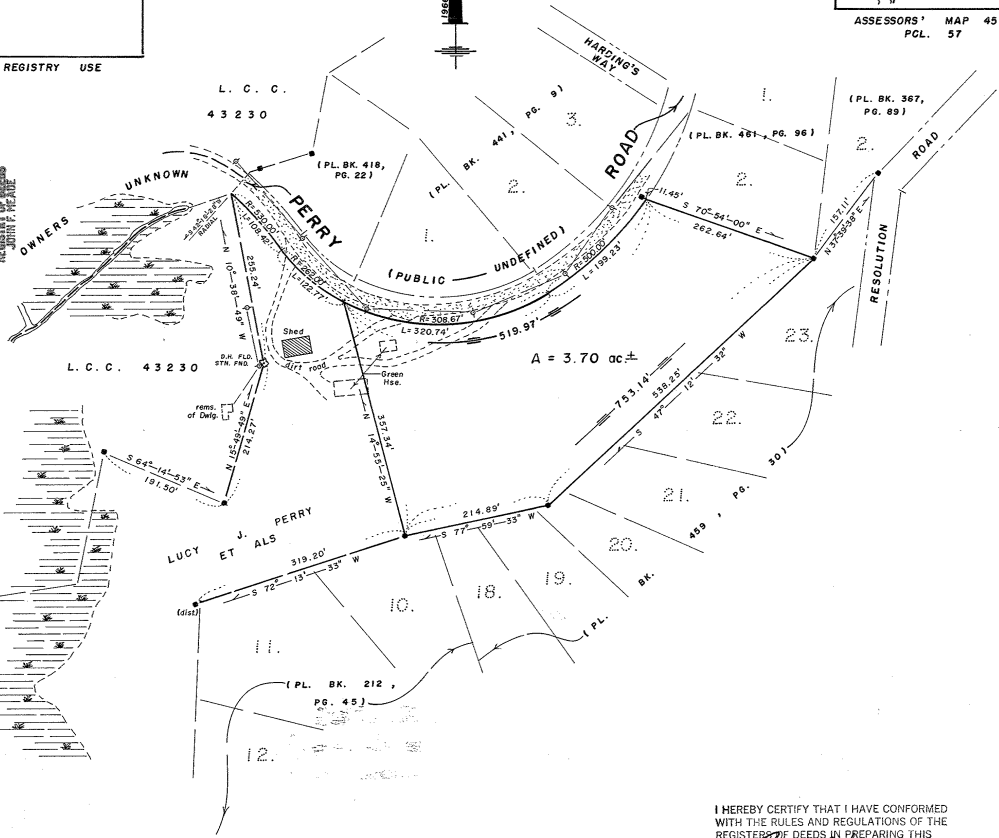 1966
ASSESSORS' MAP 45
PCL. 57
REGISTRY USE
L. C. C.
43230
HARDING'S
WAY
(PL. BK. 367,
PG. 89)
1.
2.
ROAD
(PL. BK. 461, PG. 96)
2.
(PL. BK. 441, PG. 9)
3.
2.
1.
(PL. BK. 418,
PG. 22)
JOHN F. MEADE
OWNERS UNKNOWN
PERRY
ROAD
(PUBLIC UNDEFINED)
RADIAL
R=530.00'
L=108.42'
R=262.00'
L=122.77'
R=308.67'
L=320.74'
R=500.00'
L=199.23'
519.97'
11.45'
S 70°-54'-00" E
262.64'
157.11'
N 37°-39'-38" E
RESOLUTION
N 10°-38'-49" W
255.24'
Shed
dirt road
D.H. FLD.
STN. FND.
Green
Hse.
rems.
of Dwlg.
L. C. C. 43230
A = 3.70 ac.±
753.14'
538.25'
S 47° 12' 32" W
23.
22.
21.
20.
19.
18.
10.
11.
12.
N 15°-49'-49" E
214.27'
S 64°-14'-53" E
191.50'
N 14°-55'-25" W
357.34'
214.89'
S 77°-59'-33" W
LUCY J. PERRY
ET ALS
319.20'
S 72° 13' 33" W
(dist)
(PL. BK. 459, PG. 30)
(PL. BK. 212,
PG. 45)
I HEREBY CERTIFY THAT I HAVE CONFORMED
WITH THE RULES AND REGULATIONS OF THE
REGISTERS OF DEEDS IN PREPARING THIS